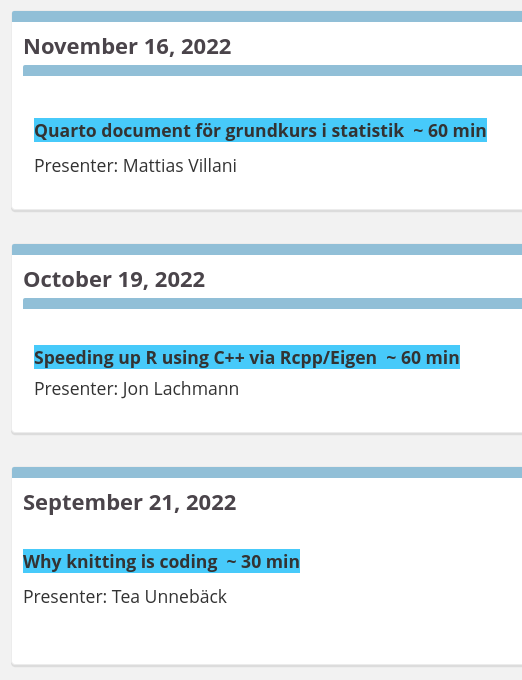 November 16, 2022
Quarto document för grundkurs i statistik ~ 60 min
Presenter: Mattias Villani
October 19, 2022
Speeding up R using C++ via Rcpp/Eigen ~ 60 min
Presenter: Jon Lachmann
September 21, 2022
Why knitting is coding ~ 30 min
Presenter: Tea Unnebäck